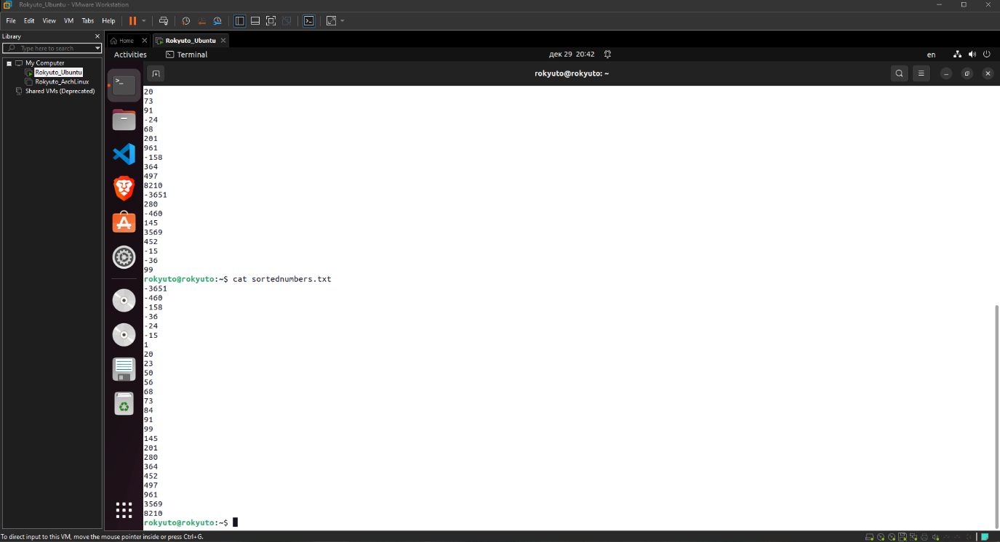 Rokyuto_Ubuntu - VMware Workstation
File Edit View VM Tabs Help
Library
Type here to search
My Computer
Rokyuto_Ubuntu
Rokyuto_ArchLinux
Shared VMs (Deprecated)
Home
Rokyuto_Ubuntu
Activities
Terminal
дек 29 20:42
en
rokyuto@rokyuto: ~
20
73
91
-24
68
201
961
-158
364
497
8210
-3651
280
-460
145
3569
452
-15
-36
99
rokyuto@rokyuto:~$ cat sortednumbers.txt
-3651
-460
-158
-36
-24
-15
1
20
23
50
56
68
73
84
91
99
145
201
280
364
452
497
961
3569
8210
rokyuto@rokyuto:~$
To direct input to this VM, move the mouse pointer inside or press Ctrl+G.